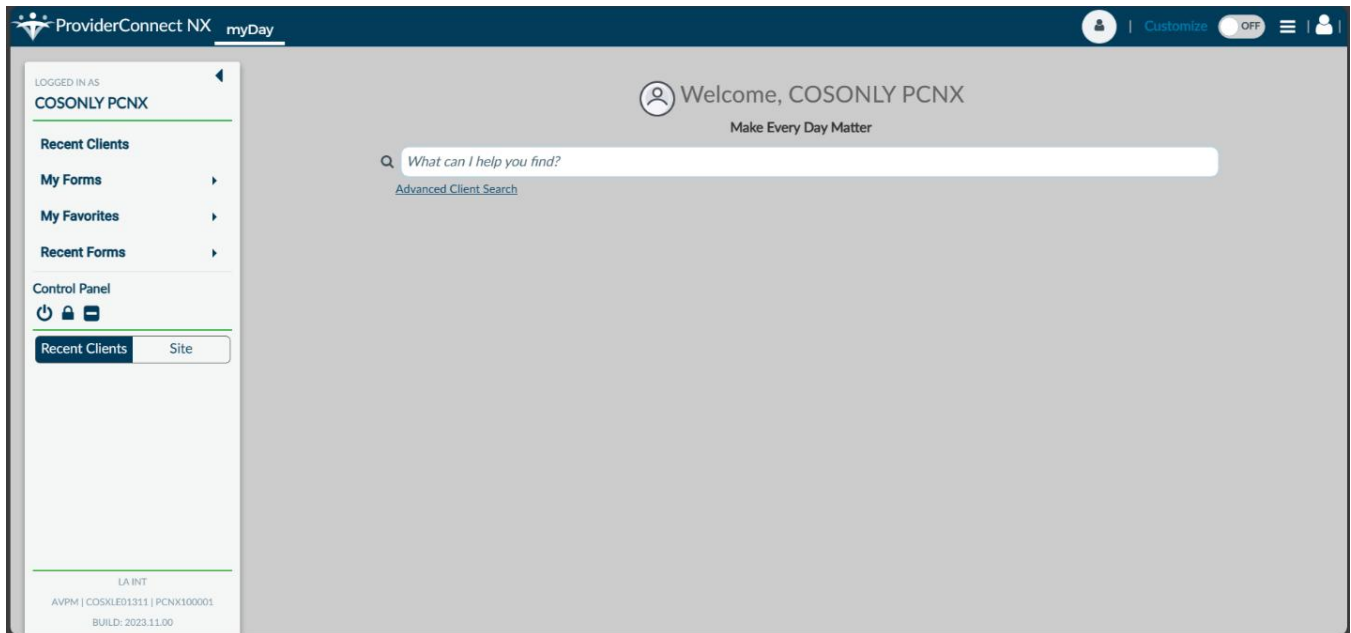 ProviderConnect NX myDay
Customize OFF
LOGGED IN AS
COSONLY PCNX
Recent Clients
My Forms
My Favorites
Recent Forms
Control Panel
Recent Clients Site
LA INT
AVPM | COSXLE01311 | PCNX100001
BUILD: 2023.11.00
Welcome, COSONLY PCNX
Make Every Day Matter
What can I help you find?
Advanced Client Search